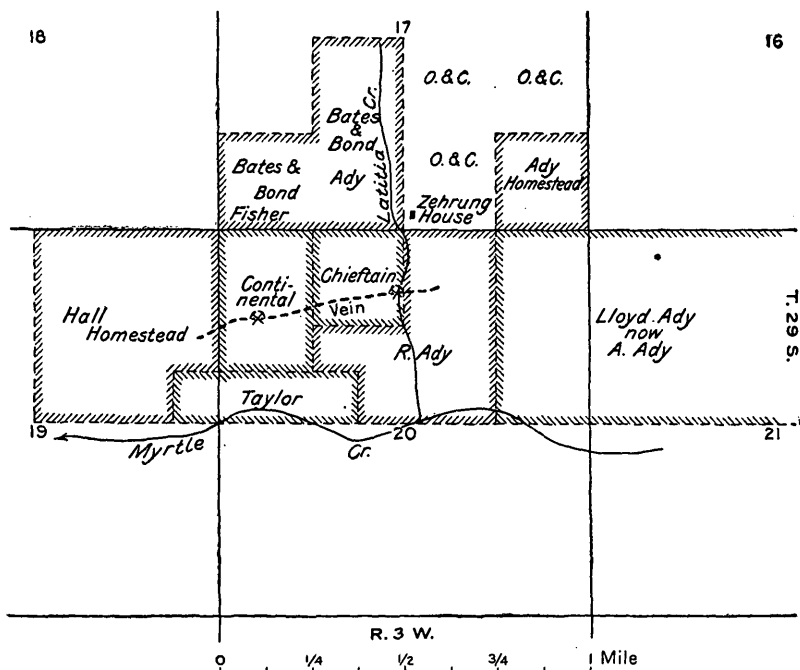 18
17
16
O.&C.
O.&C.
Bates
&
Bond
Ady
Latitia Cr.
O.&C.
Bates &
Bond
Fisher
Zehrung
House
Ady
Homestead
Hall
Homestead
Conti-
nental
Chieftain
Vein
R. Ady
Lloyd. Ady
now
A. Ady
T. 29 S.
Taylor
19
Myrtle
Cr.
20
21
R. 3 W.
0
1/4
1/2
3/4
1 Mile